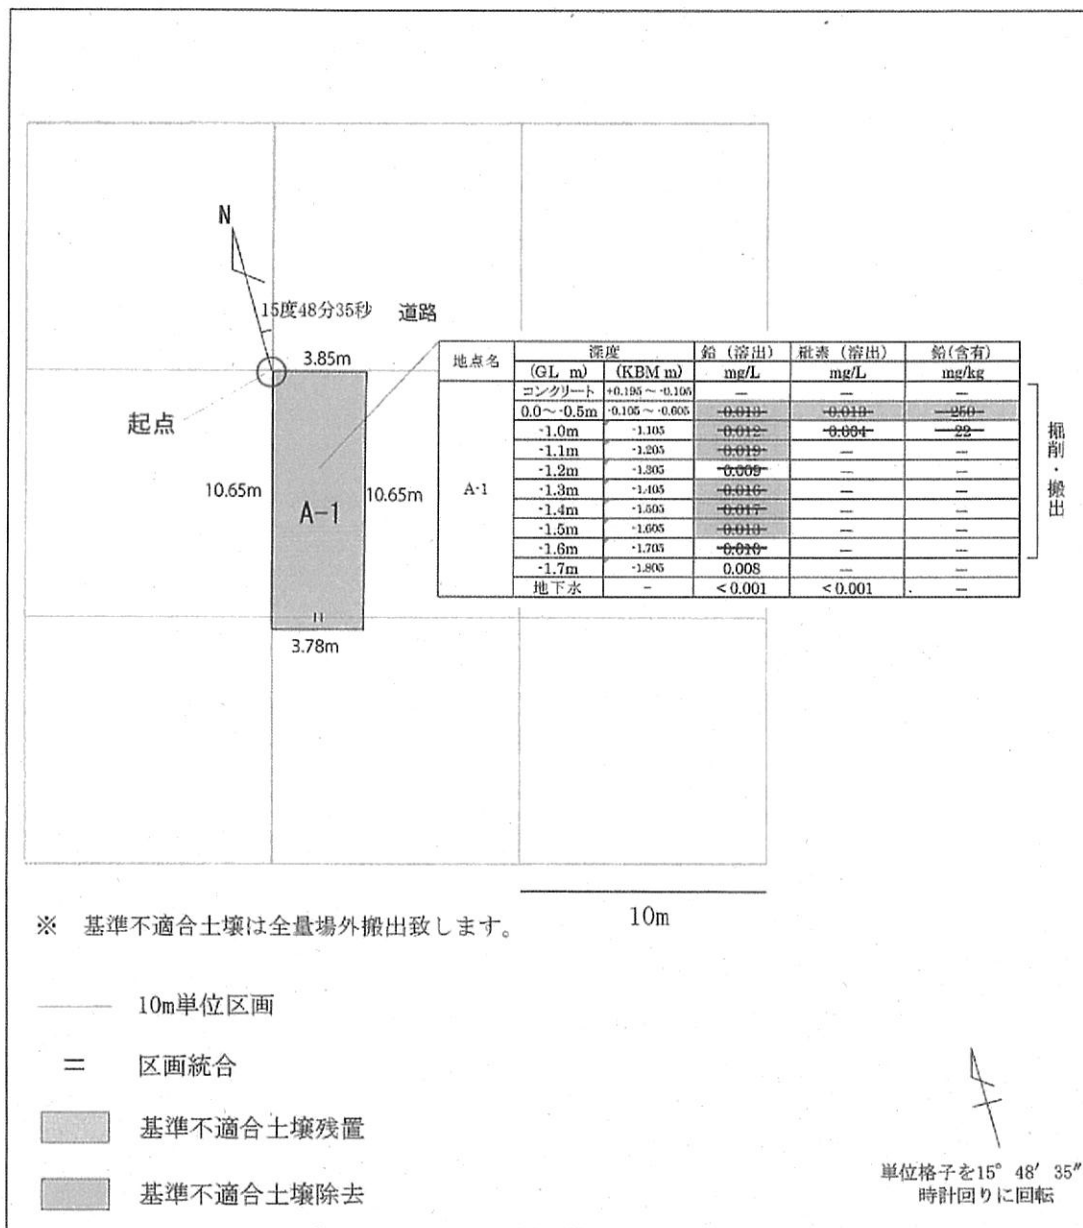 N
15度48分35秒 道路
3.85m
起点
10.65m
A-1
10.65m
3.78m
地点名 深度 鉛(溶出) 砒素(溶出) 鉛(含有)
(GL m) (KBM m) mg/L mg/L mg/kg
コンクリート +0.195～-0.105 — — —
0.0～-0.5m -0.105～-0.605 0.013 0.013 250
-1.0m -1.105 0.012 0.004 22
-1.1m -1.205 0.019 — —
-1.2m -1.305 0.009 — —
A-1 -1.3m -1.405 0.016 — —
-1.4m -1.505 0.017 — —
-1.5m -1.605 0.013 — —
-1.6m -1.705 0.010 — —
-1.7m -1.805 0.008 — —
地下水 - <0.001 <0.001 —
掘削・搬出
10m
※ 基準不適合土壌は全量場外搬出致します。
10m単位区画
= 区画統合
基準不適合土壌残置
基準不適合土壌除去
単位格子を15° 48′ 35″
時計回りに回転